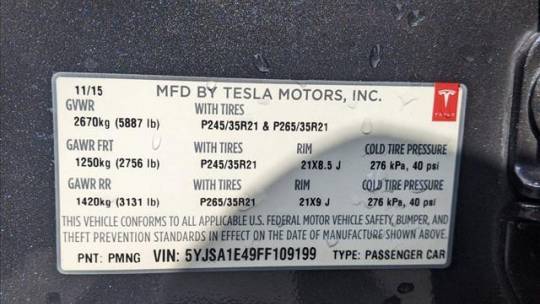 11/15 MFD BY TESLA MOTORS, INC.
GVWR WITH TIRES
2670kg (5887 lb) P245/35R21 & P265/35R21
TESLA
GAWR FRT WITH TIRES RIM COLD TIRE PRESSURE
1250kg (2756 lb) P245/35R21 21X8.5 J 276 kPa, 40 psi
GAWR RR WITH TIRES RIM COLD TIRE PRESSURE
1420kg (3131 lb) P265/35R21 21X9 J 276 kPa, 40 psi
THIS VEHICLE CONFORMS TO ALL APPLICABLE U.S. FEDERAL MOTOR VEHICLE SAFETY, BUMPER, AND
THEFT PREVENTION STANDARDS IN EFFECT ON THE DATE OF MANUFACTURE SHOWN ABOVE.
PNT: PMNG VIN: 5YJSA1E49FF109199 TYPE: PASSENGER CAR